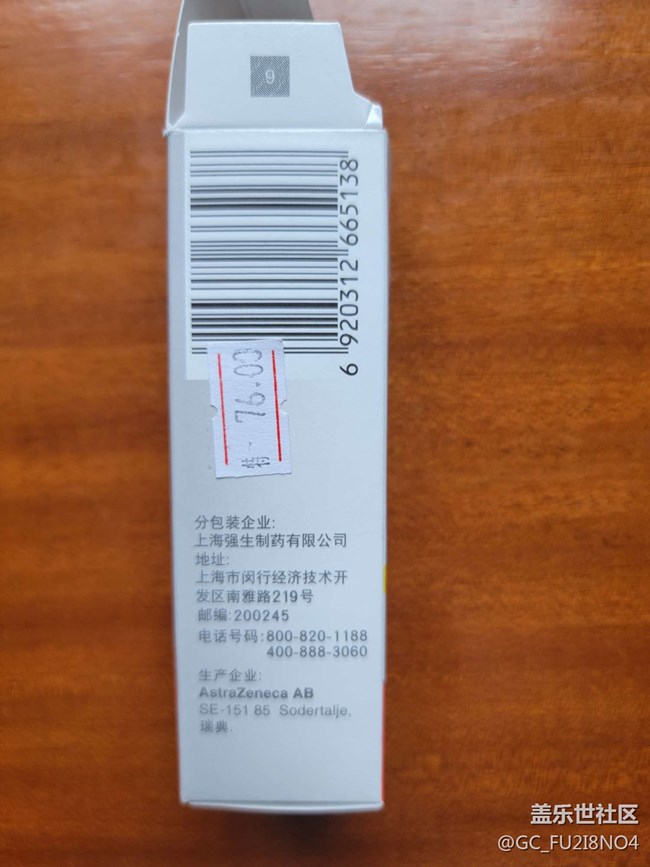 9
6 920312 665138
特一 76.00
分包装企业:
上海强生制药有限公司
地址:
上海市闵行经济技术开
发区南雅路219号
邮编:200245
电话号码:800-820-1188
400-888-3060
生产企业:
AstraZeneca AB
SE-151 85 Sodertalje,
瑞典.
盖乐世社区
@GC_FU2I8NO4